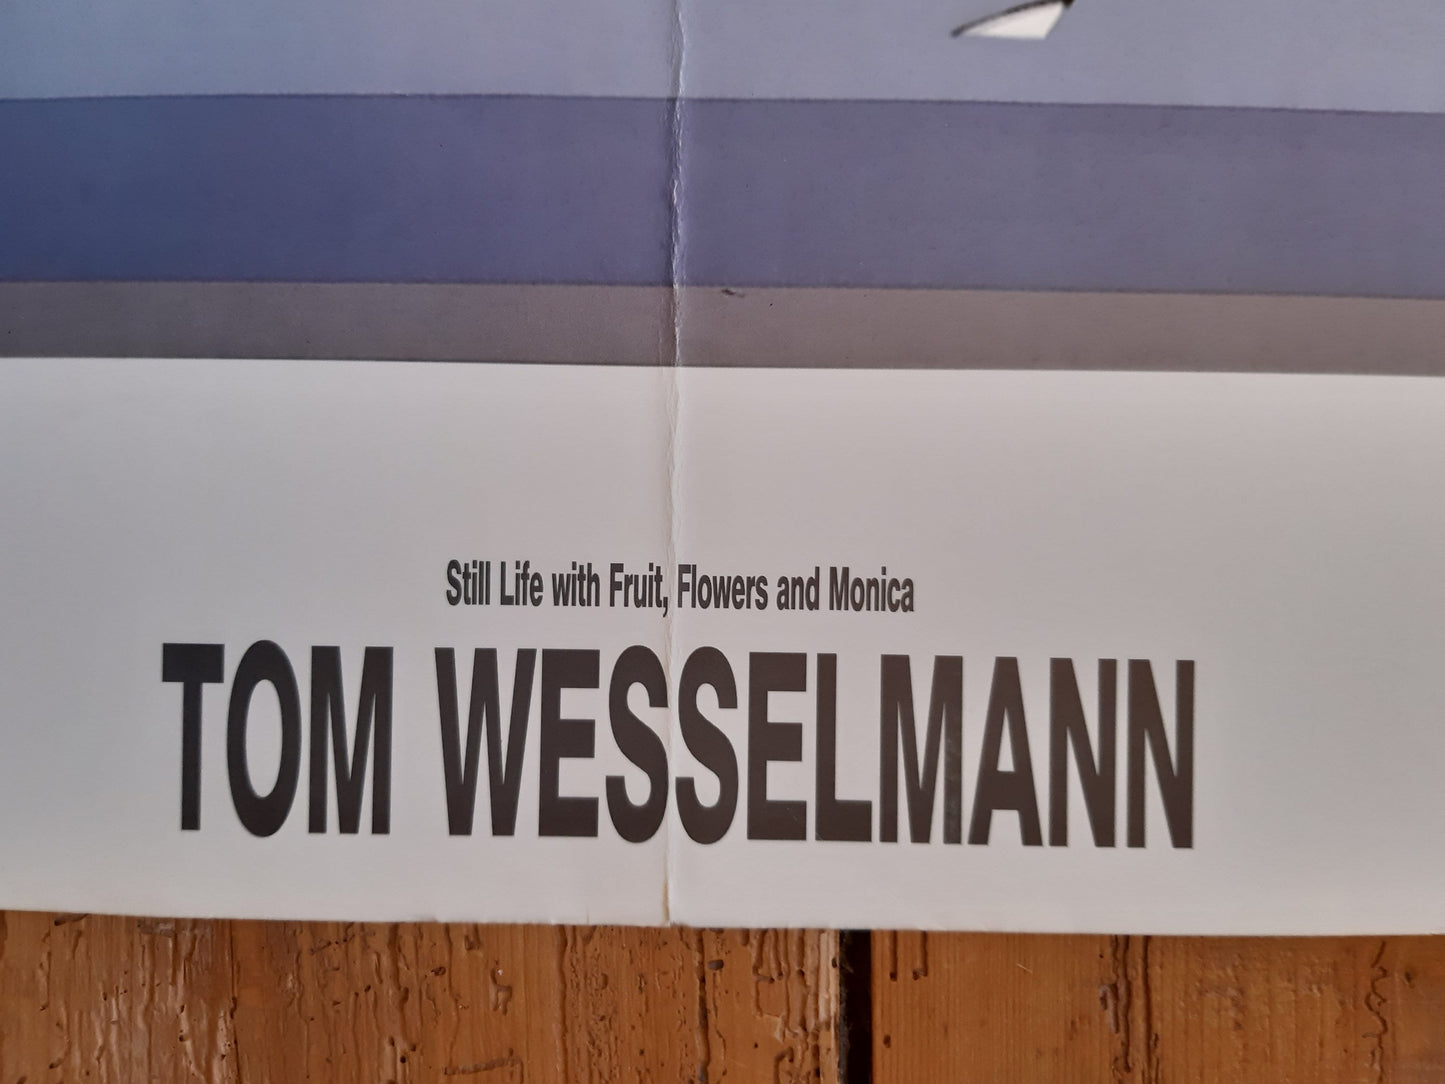 Still Life with Fruit, Flowers and Monica
TOM WESSELMANN